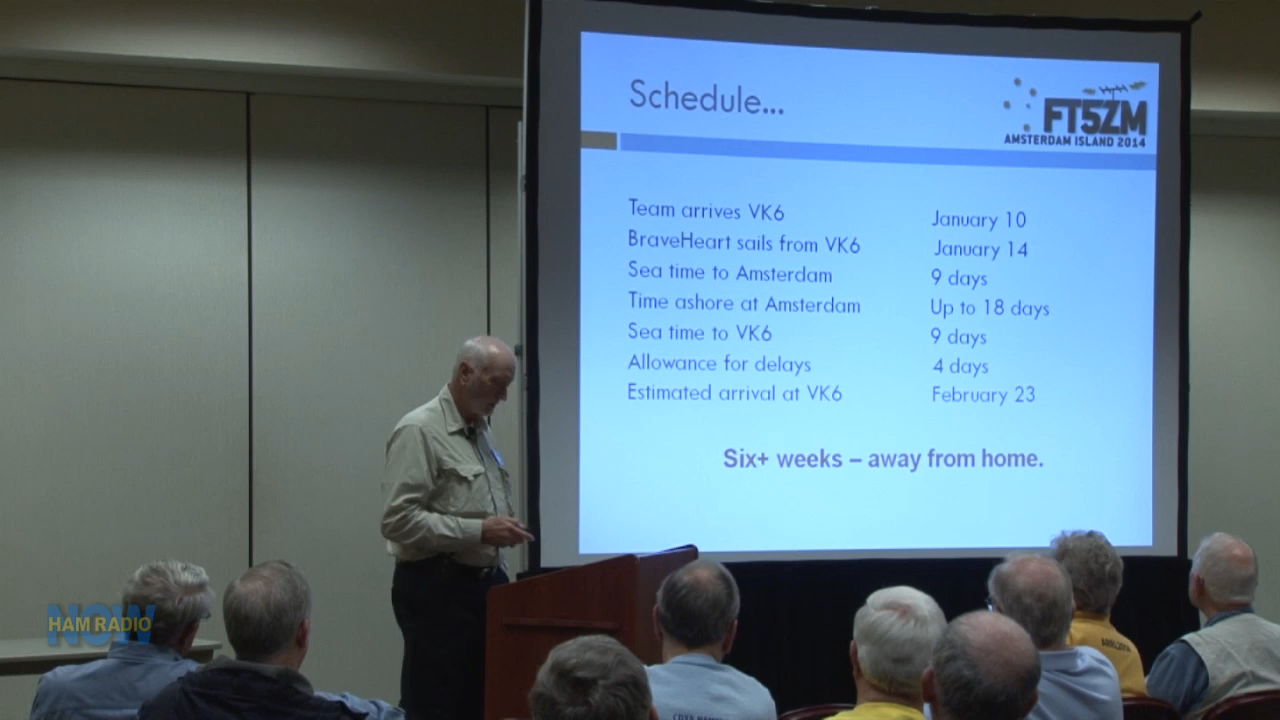 Schedule...
FT5ZM
AMSTERDAM ISLAND 2014
Team arrives VK6 January 10
BraveHeart sails from VK6 January 14
Sea time to Amsterdam 9 days
Time ashore at Amsterdam Up to 18 days
Sea time to VK6 9 days
Allowance for delays 4 days
Estimated arrival at VK6 February 23
Six+ weeks – away from home.
HAM RADIO
NOW